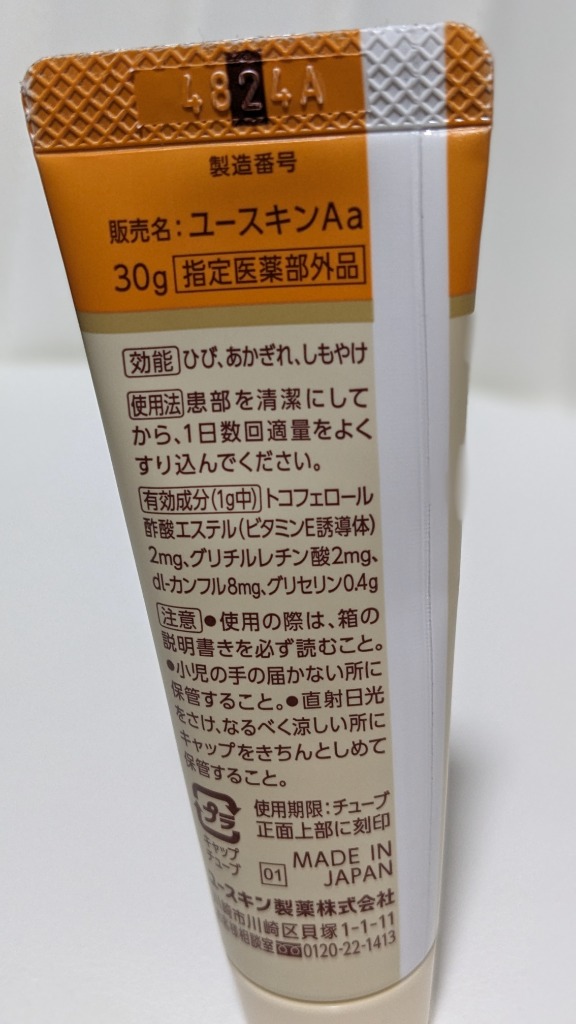 4824A
製造番号
販売名：ユースキンAa
30g 指定医薬部外品
効能 ひび、あかぎれ、しもやけ
使用法 患部を清潔にして
から、1日数回適量をよく
すり込んでください。
有効成分(1g中) トコフェロール
酢酸エステル(ビタミンE誘導体)
2mg、グリチルレチン酸2mg、
dl-カンフル8mg、グリセリン0.4g
注意 ●使用の際は、箱の
説明書きを必ず読むこと。
●小児の手の届かない所に
保管すること。●直射日光
をさけ、なるべく涼しい所に
キャップをきちんとしめて
保管すること。
プラ
キャップ
チューブ
使用期限：チューブ
正面上部に刻印
01 MADE IN
JAPAN
ユースキン製薬株式会社
川崎市川崎区貝塚1-1-11
相談室 0120-22-1413